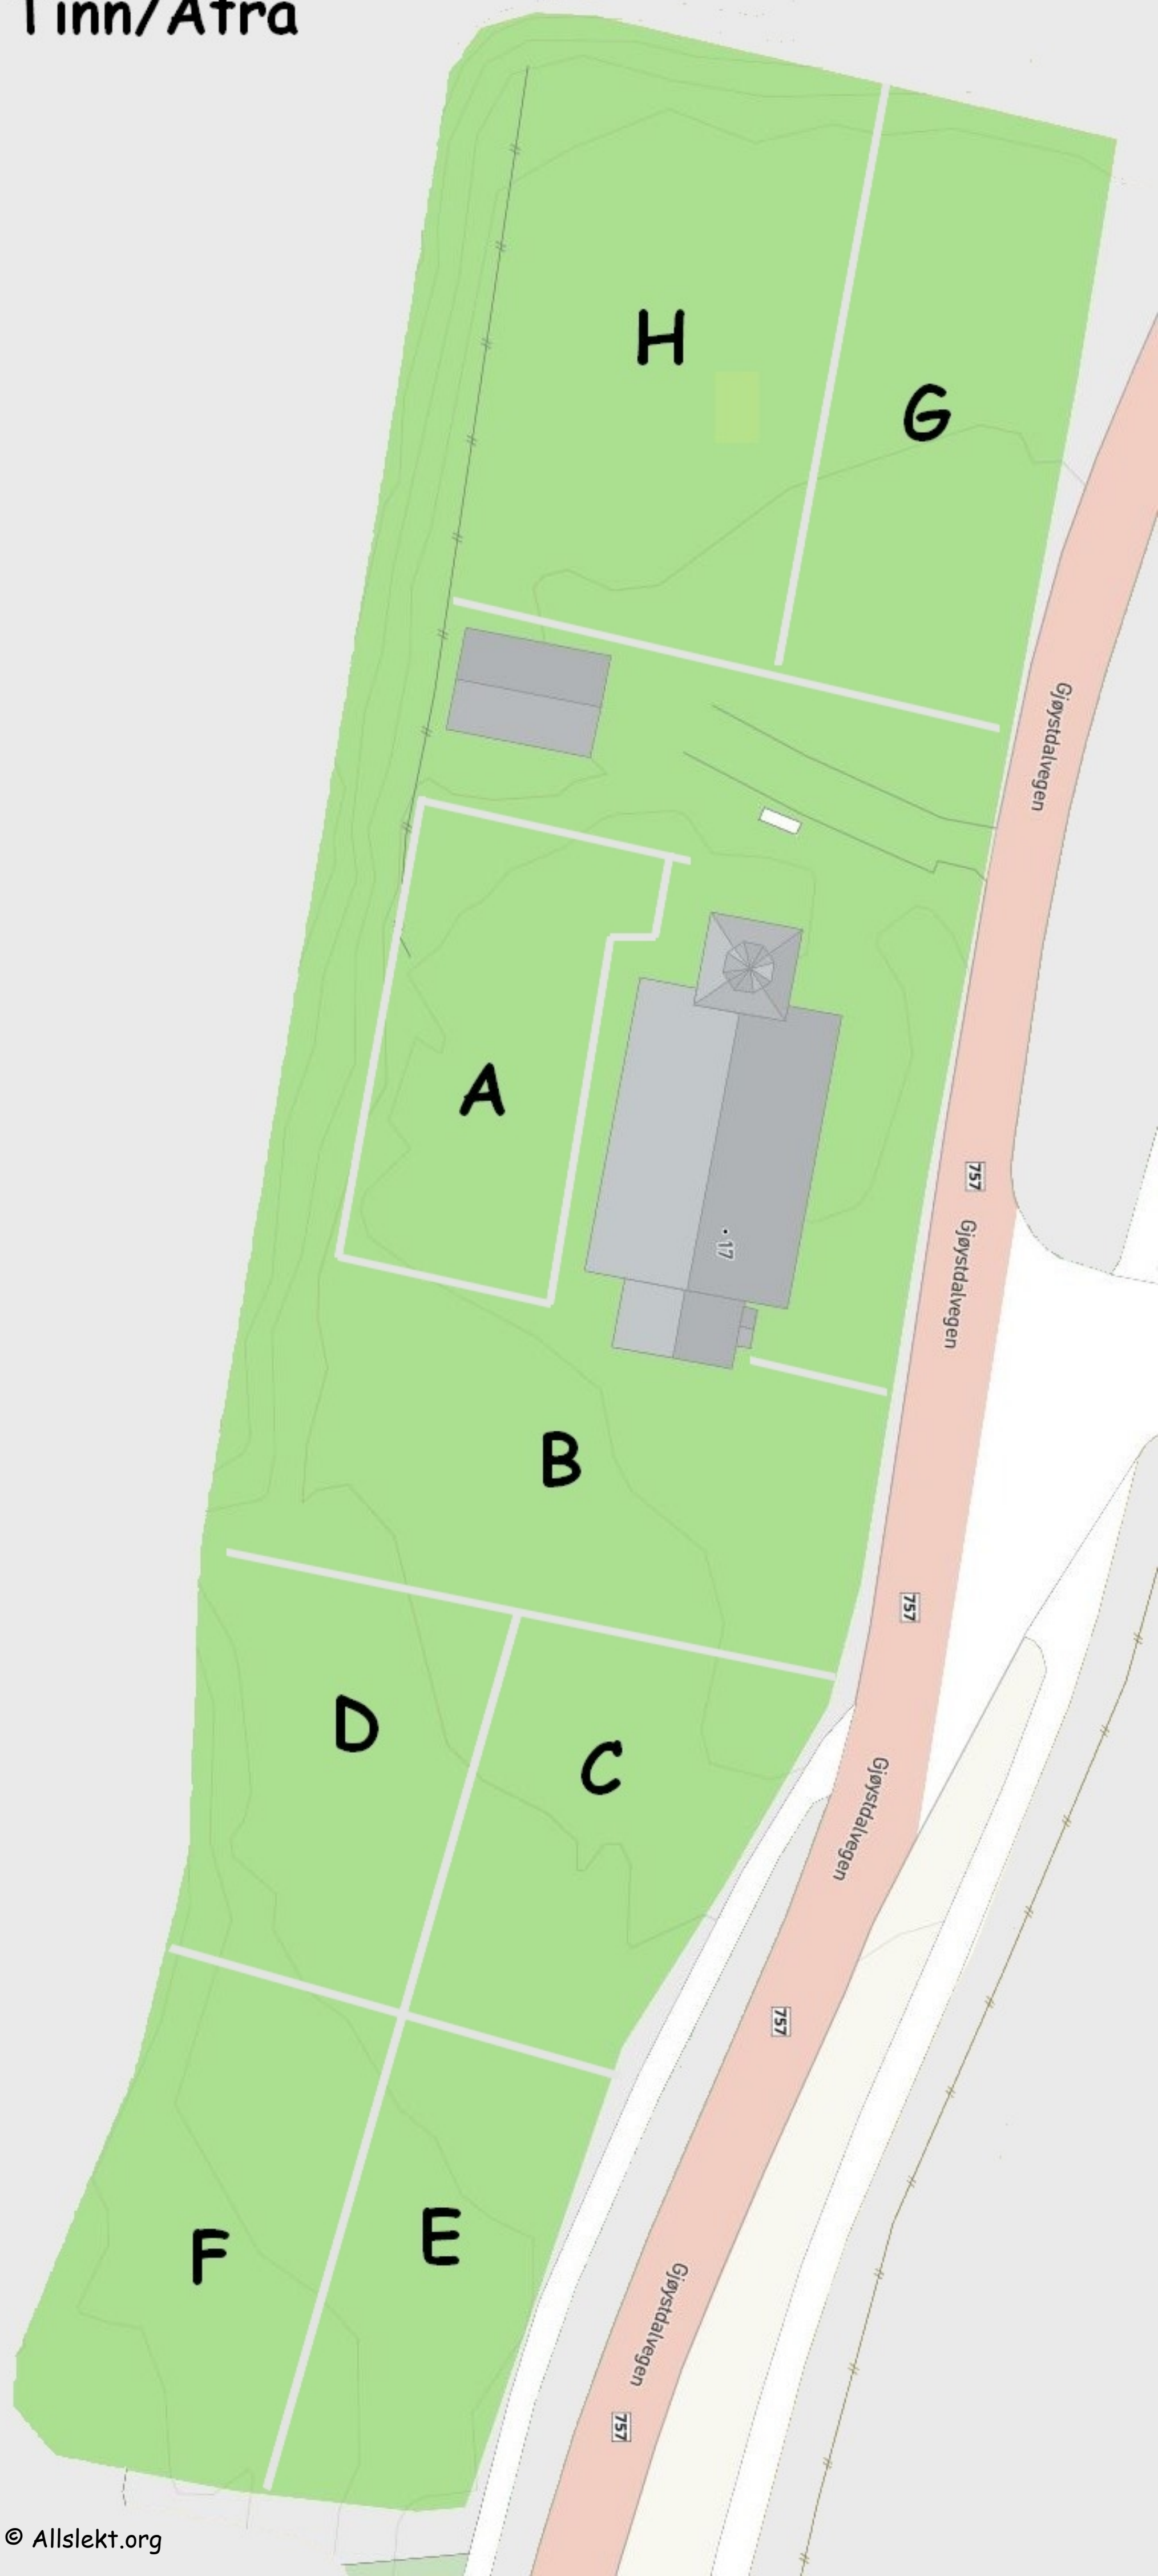 Tinn/Atra
H
G
Gjøystdalvegen
A
757
17
Gjøystdalvegen
B
757
D
C
Gjøystdalvegen
757
F
E
Gjøystdalvegen
757
© Allslekt.org